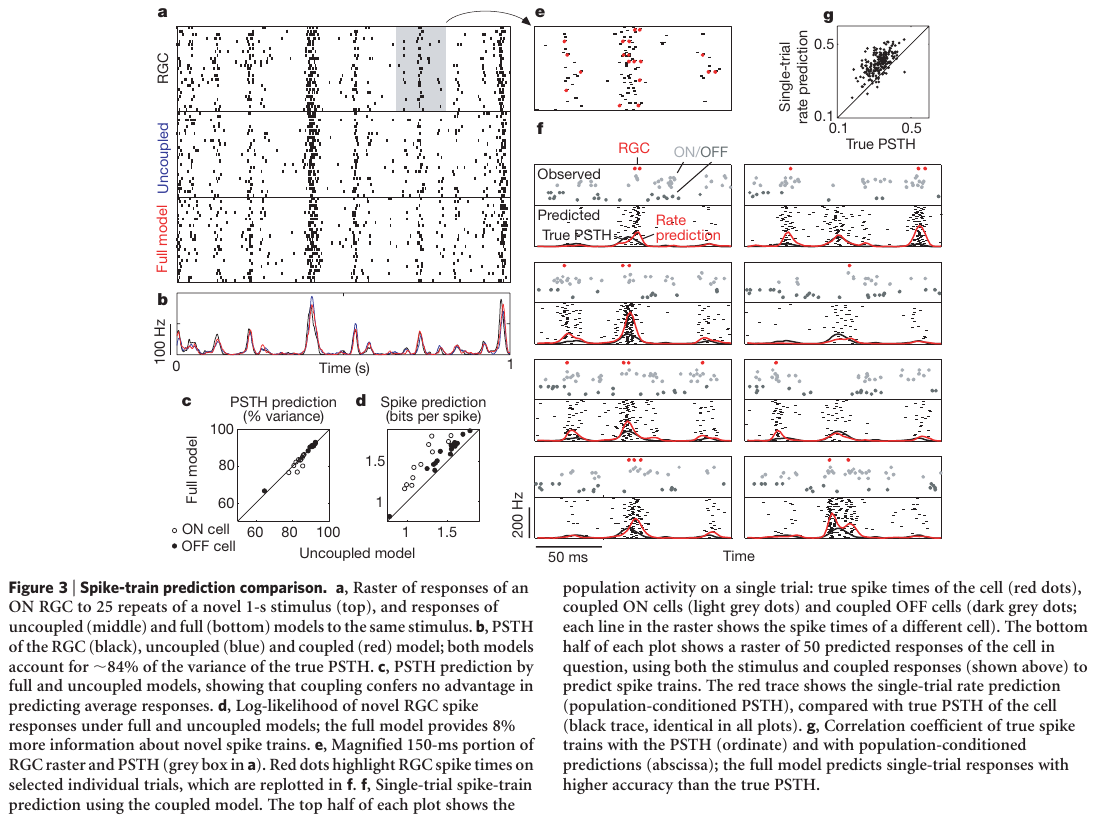 a
RGC
Uncoupled
Full model
b
100 Hz
0
Time (s)
1
c
PSTH prediction
(% variance)
Full model
100
80
60
60
80
100
ON cell
OFF cell
d
Spike prediction
(bits per spike)
1.5
1
1
1.5
Uncoupled model
e
g
Single-trial
rate prediction
0.5
0.1
0.1
0.5
True PSTH
f
RGC
ON/OFF
Observed
Predicted
True PSTH
Rate
prediction
200 Hz
50 ms
Time
Figure 3 | Spike-train prediction comparison. a, Raster of responses of an
ON RGC to 25 repeats of a novel 1-s stimulus (top), and responses of
uncoupled (middle) and full (bottom) models to the same stimulus. b, PSTH
of the RGC (black), uncoupled (blue) and coupled (red) model; both models
account for ~84% of the variance of the true PSTH. c, PSTH prediction by
full and uncoupled models, showing that coupling confers no advantage in
predicting average responses. d, Log-likelihood of novel RGC spike
responses under full and uncoupled models; the full model provides 8%
more information about novel spike trains. e, Magnified 150-ms portion of
RGC raster and PSTH (grey box in a). Red dots highlight RGC spike times on
selected individual trials, which are replotted in f. f, Single-trial spike-train
prediction using the coupled model. The top half of each plot shows the
population activity on a single trial: true spike times of the cell (red dots),
coupled ON cells (light grey dots) and coupled OFF cells (dark grey dots;
each line in the raster shows the spike times of a different cell). The bottom
half of each plot shows a raster of 50 predicted responses of the cell in
question, using both the stimulus and coupled responses (shown above) to
predict spike trains. The red trace shows the single-trial rate prediction
(population-conditioned PSTH), compared with true PSTH of the cell
(black trace, identical in all plots). g, Correlation coefficient of true spike
trains with the PSTH (ordinate) and with population-conditioned
predictions (abscissa); the full model predicts single-trial responses with
higher accuracy than the true PSTH.